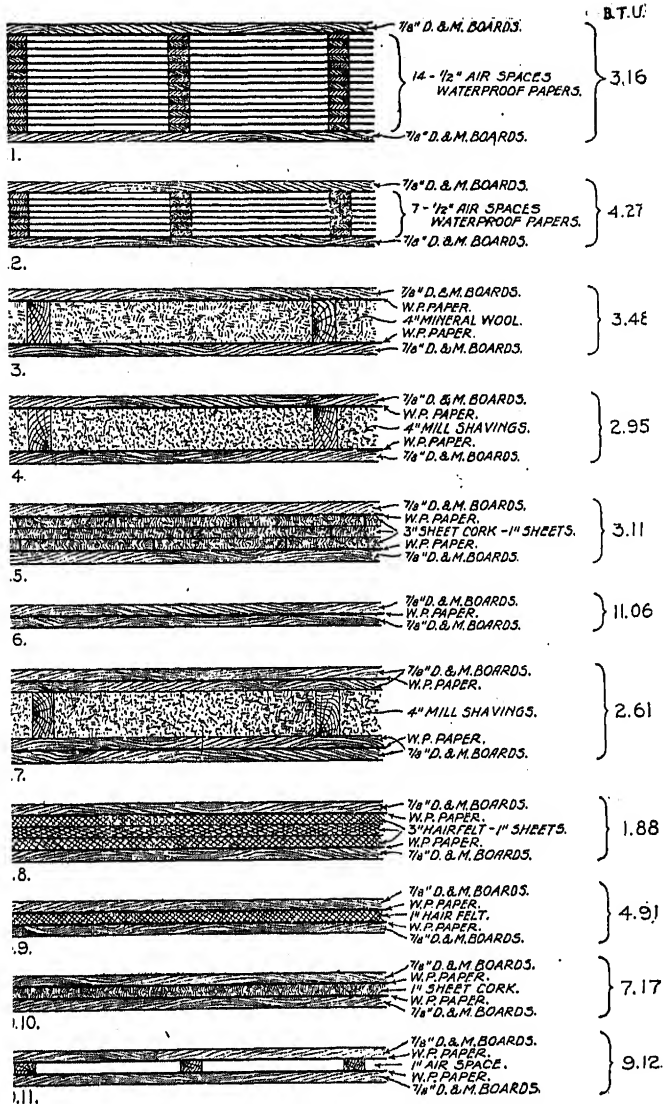 B.T.U.
7/8" D. & M. BOARDS.
14 - 1/2" AIR SPACES
WATERPROOF PAPERS.
3.16
7/8" D. & M. BOARDS.
1.
7/8" D. & M. BOARDS.
7 - 1/2" AIR SPACES
WATERPROOF PAPERS.
4.27
7/8" D. & M. BOARDS.
2.
7/8" D. & M. BOARDS.
W.P. PAPER.
4" MINERAL WOOL.
3.48
W.P. PAPER.
7/8" D. & M. BOARDS.
3.
7/8" D. & M. BOARDS.
W.P. PAPER.
4" MILL SHAVINGS.
2.95
W.P. PAPER.
7/8" D. & M. BOARDS.
4.
7/8" D. & M. BOARDS.
W.P. PAPER.
3" SHEET CORK - 1" SHEETS.
3.11
W.P. PAPER.
7/8" D. & M. BOARDS.
5.
7/8" D. & M. BOARDS.
W.P. PAPER.
11.06
7/8" D. & M. BOARDS.
6.
7/8" D. & M. BOARDS.
W.P. PAPER.
4" MILL SHAVINGS.
2.61
W.P. PAPER.
7/8" D. & M. BOARDS.
.7.
7/8" D. & M. BOARDS.
W.P. PAPER.
3" HAIRFELT - 1" SHEETS.
1.88
W.P. PAPER.
7/8" D. & M. BOARDS.
.8.
7/8" D. & M. BOARDS.
W.P. PAPER.
1" HAIR FELT.
4.91
W.P. PAPER.
7/8" D. & M. BOARDS.
.9.
7/8" D. & M. BOARDS.
W.P. PAPER.
1" SHEET CORK.
7.17
W.P. PAPER.
7/8" D. & M. BOARDS.
.10.
7/8" D. & M. BOARDS.
W.P. PAPER.
1" AIR SPACE.
9.12.
W.P. PAPER.
7/8" D. & M. BOARDS.
.11.